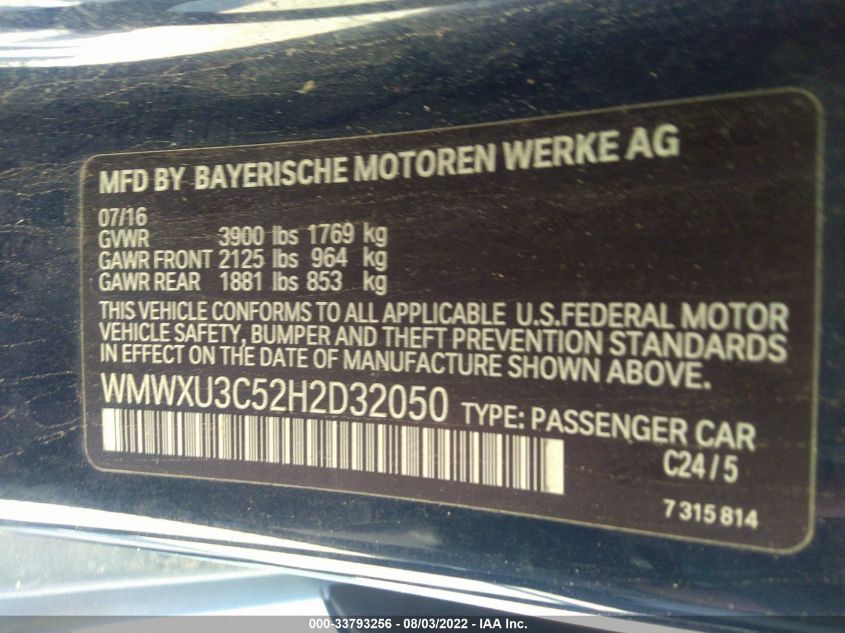 MFD BY BAYERISCHE MOTOREN WERKE AG
07/16
GVWR 3900 lbs 1769 kg
GAWR FRONT 2125 lbs 964 kg
GAWR REAR 1881 lbs 853 kg
THIS VEHICLE CONFORMS TO ALL APPLICABLE U.S.FEDERAL MOTOR
VEHICLE SAFETY, BUMPER AND THEFT PREVENTION STANDARDS
IN EFFECT ON THE DATE OF MANUFACTURE SHOWN ABOVE.
WMWXU3C52H2D32050 TYPE: PASSENGER CAR
C24/5
7 315 814
000-33793256 - 08/03/2022 - IAA Inc.